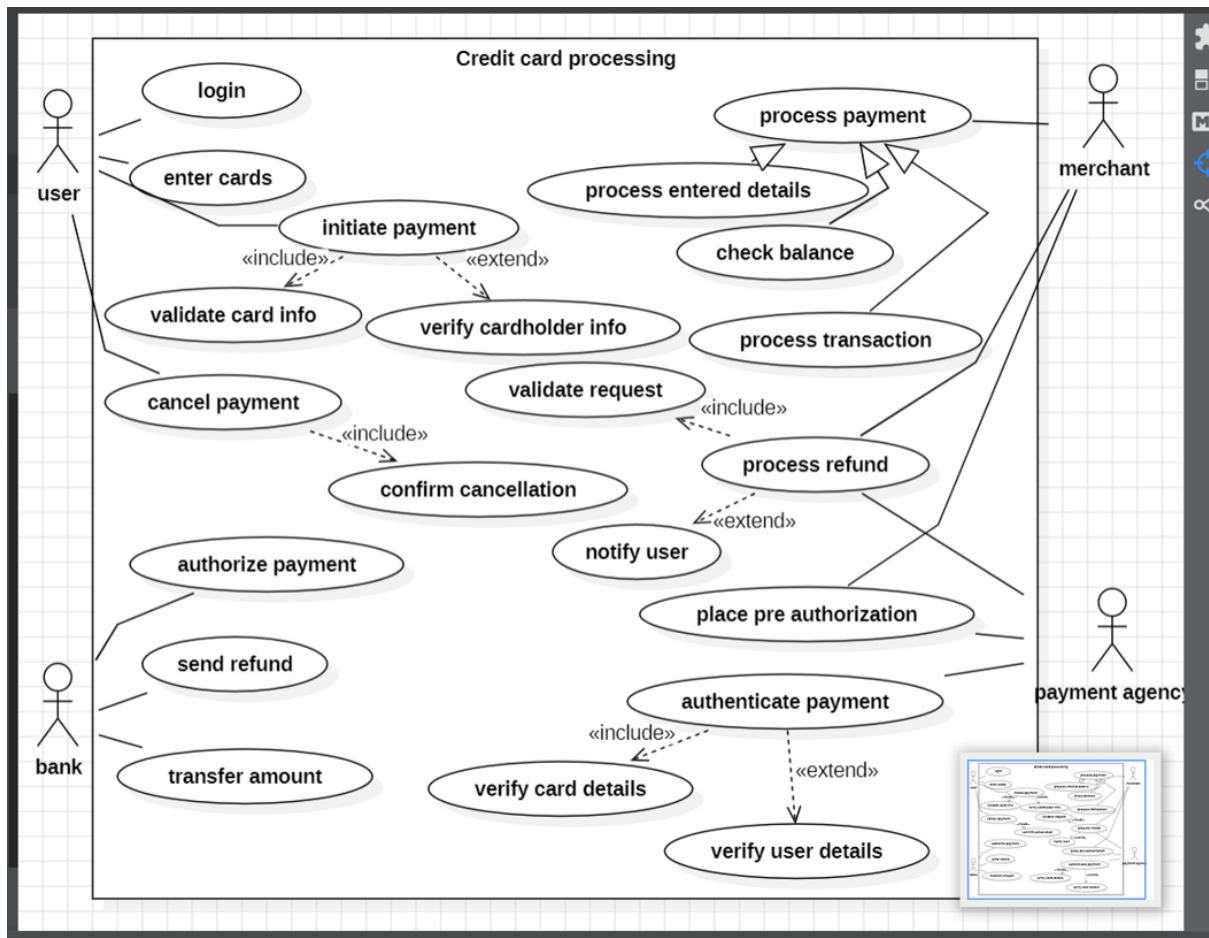 Credit card processing
login
process payment
merchant
user
enter cards
process entered details
initiate payment
check balance
«include»
«extend»
validate card info
verify cardholder info
process transaction
validate request
cancel payment
«include»
«include»
process refund
confirm cancellation
«extend»
notify user
authorize payment
place pre authorization
send refund
payment agency
authenticate payment
«include»
bank
transfer amount
«extend»
verify card details
verify user details
M